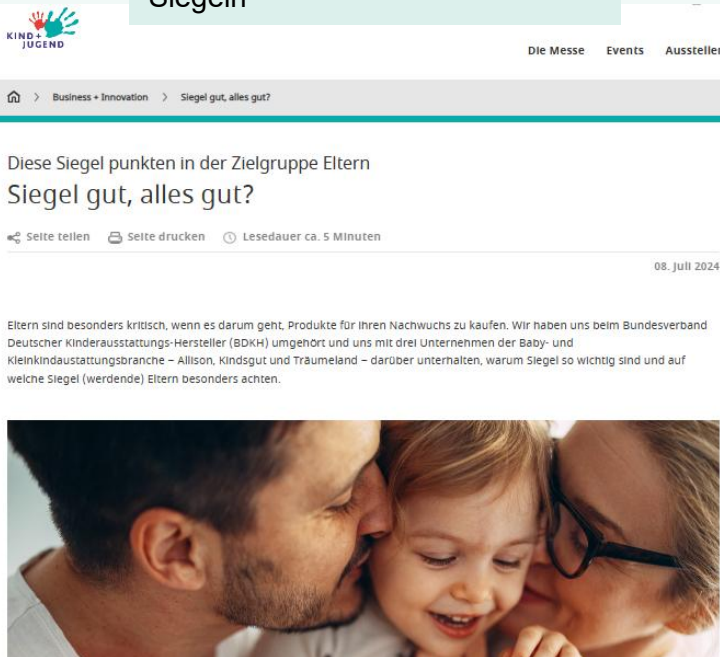 Siegeln
KIND+
JUGEND
Die Messe Events Aussteller
Business + Innovation > Siegel gut, alles gut?
Diese Siegel punkten in der Zielgruppe Eltern
Siegel gut, alles gut?
Seite teilen Seite drucken Lesedauer ca. 5 Minuten
08. Juli 2024
Eltern sind besonders kritisch, wenn es darum geht, Produkte für ihren Nachwuchs zu kaufen. Wir haben uns beim Bundesverband
Deutscher Kinderausstattungs-Hersteller (BDKH) umgehört und uns mit drei Unternehmen der Baby- und
Kleinkindaustattungsbranche – Allison, Kindsgut und Träumeland – darüber unterhalten, warum Siegel so wichtig sind und auf
welche Siegel (werdende) Eltern besonders achten.